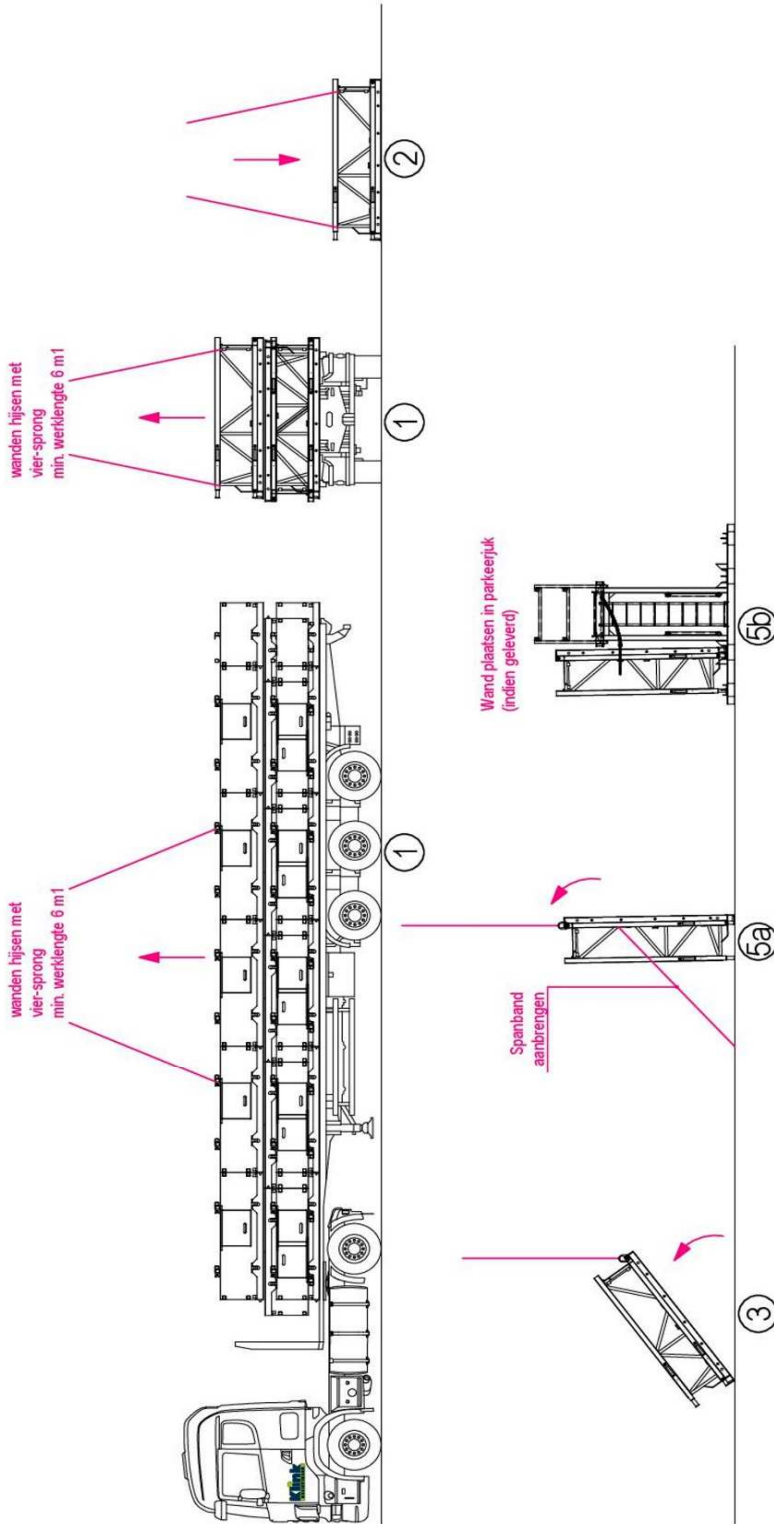 wanden hijsen met
vier-sprong
min. werklengte 6 m1
wanden hijsen met
vier-sprong
min. werklengte 6 m1
Klink
1
1
2
3
Spanband
aanbrengen
5a
Wand plaatsen in parkeerjuk
(indien geleverd)
5b